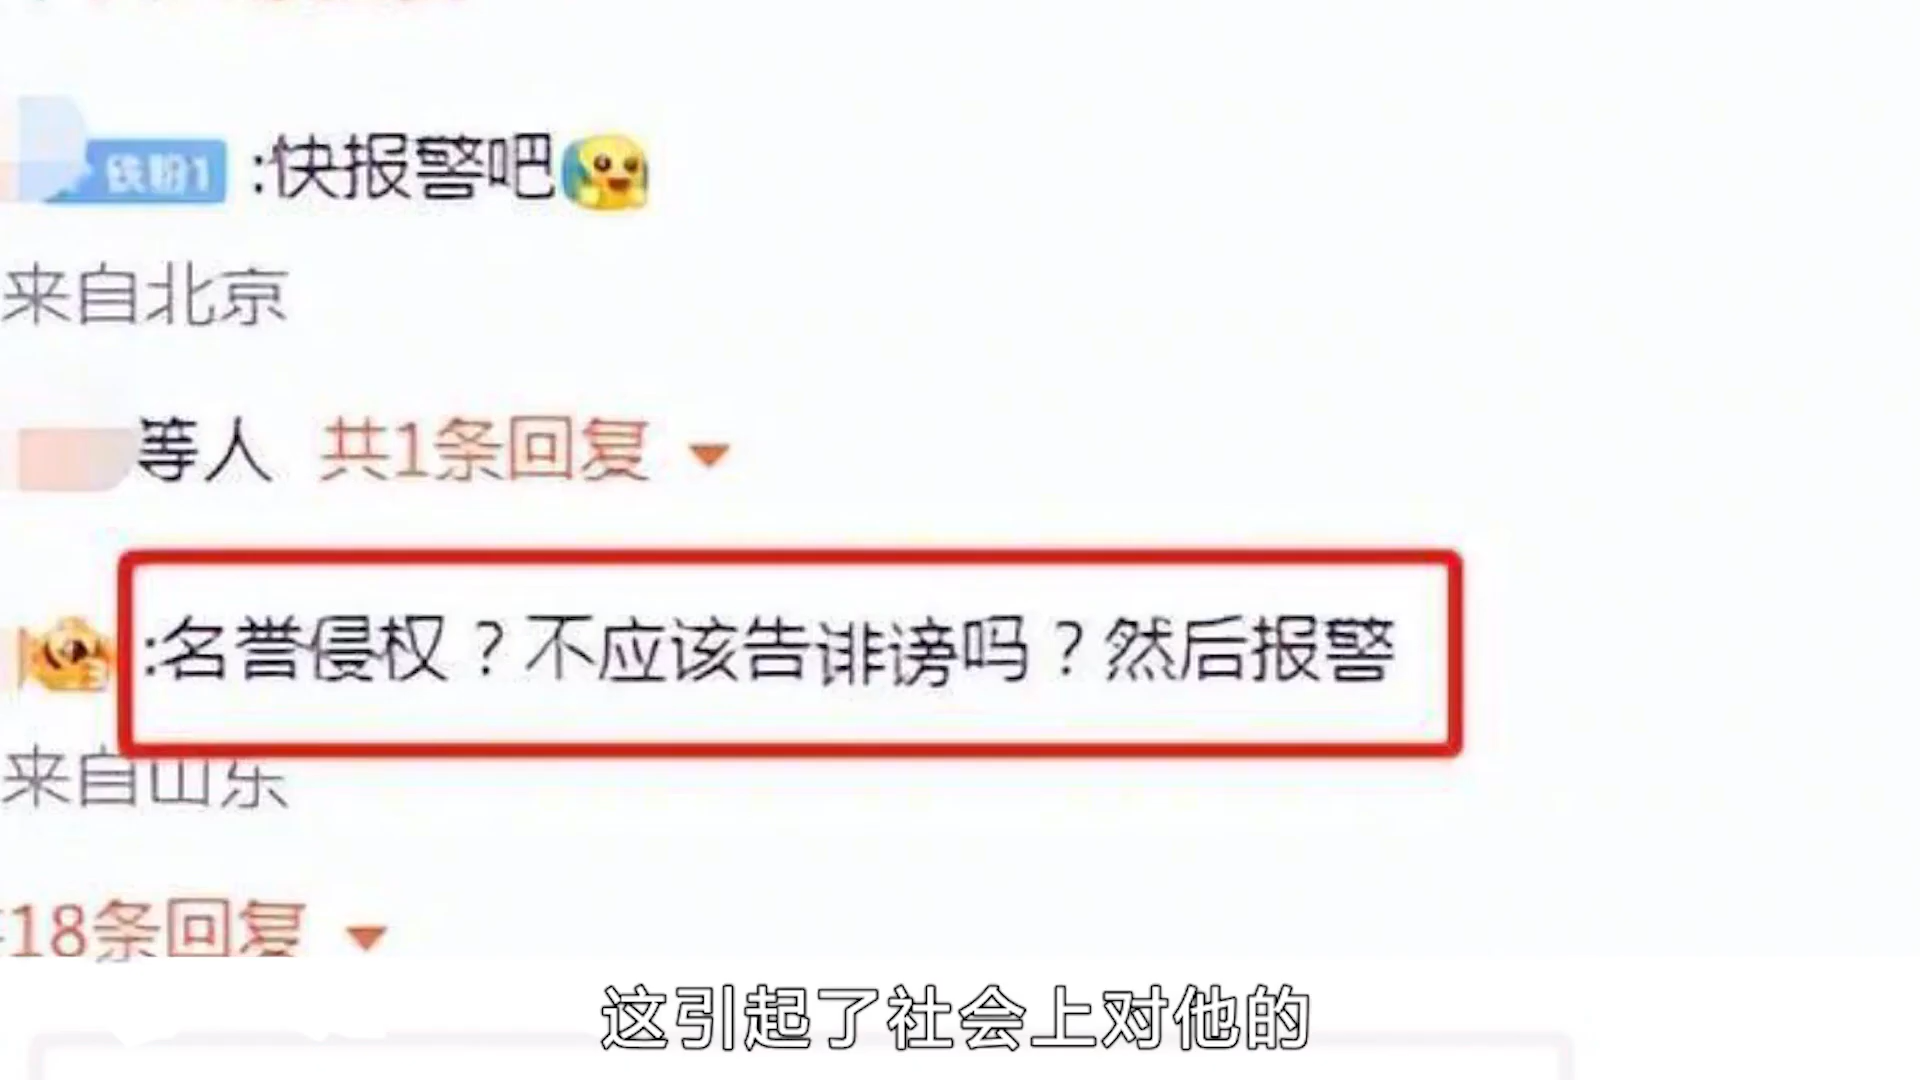 铁粉1 :快报警吧
来自北京
等人 共1条回复
:名誉侵权？不应该告诽谤吗？然后报警
来自山东
18条回复
这引起了社会上对他的